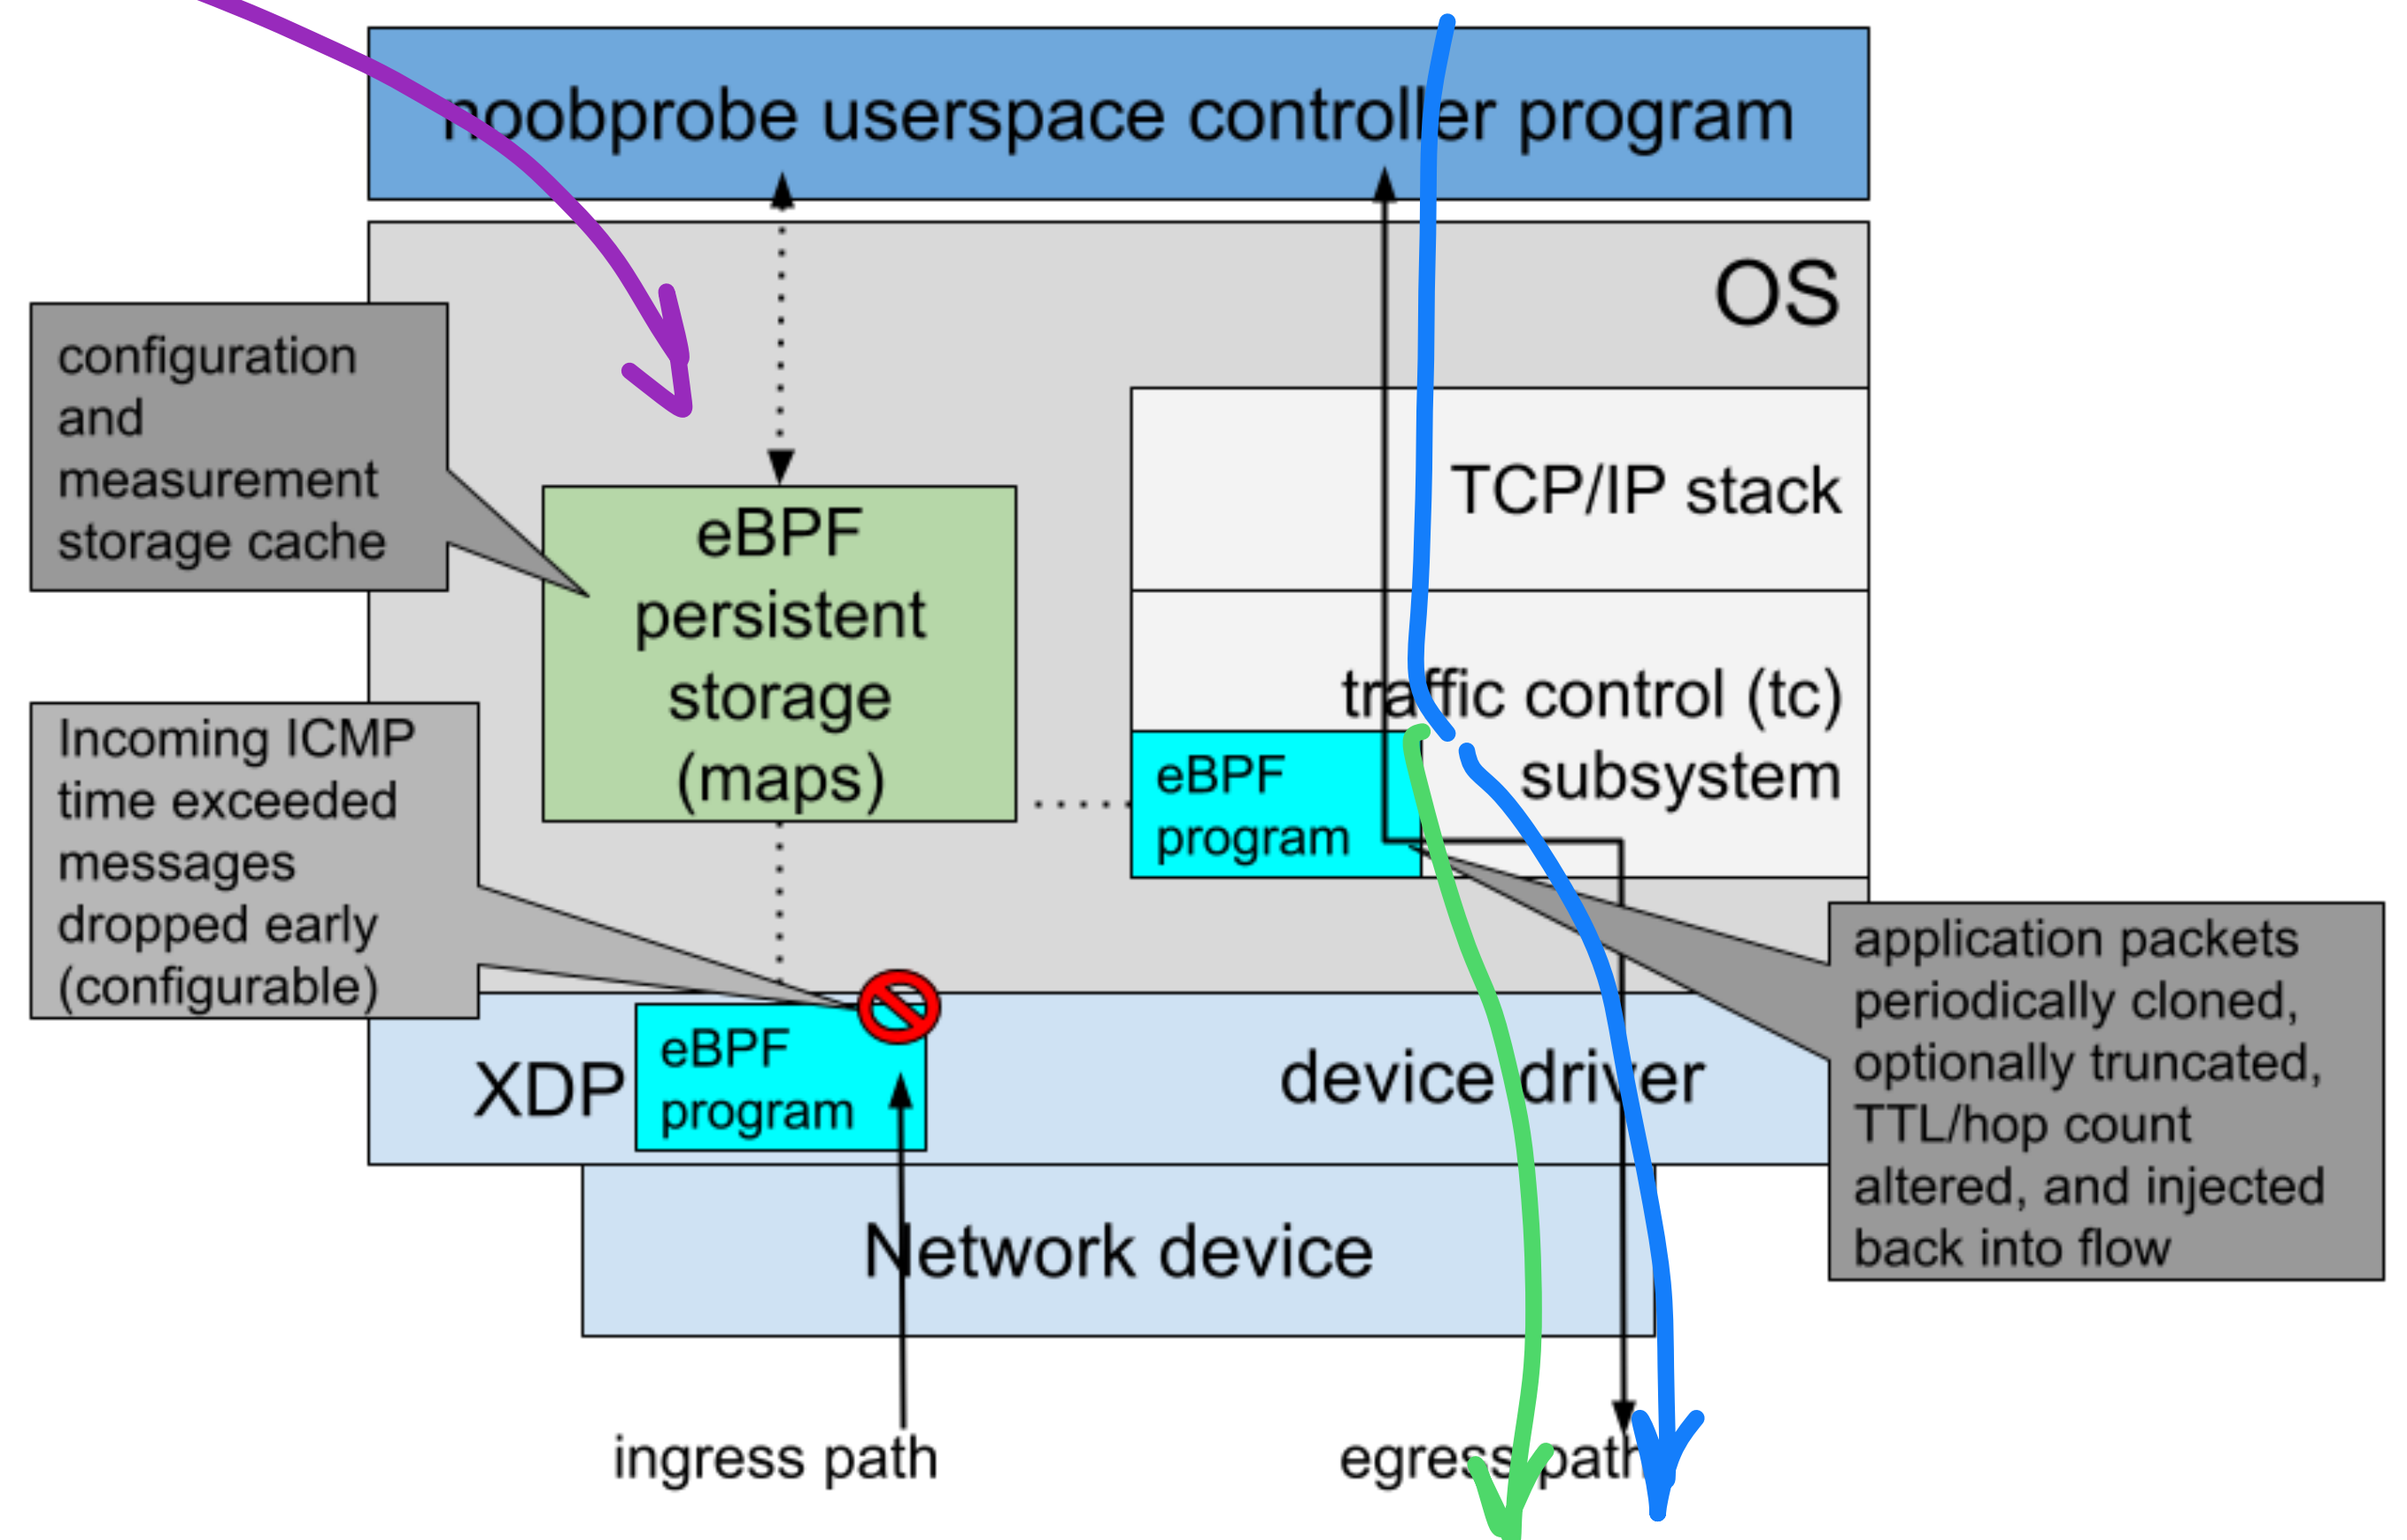 noobprobe userspace controller program
OS
configuration
and
measurement
storage cache
TCP/IP stack
eBPF
persistent
storage
(maps)
traffic control (tc)
subsystem
eBPF
program
Incoming ICMP
time exceeded
messages
dropped early
(configurable)
application packets
periodically cloned,
optionally truncated,
TTL/hop count
altered, and injected
back into flow
XDP
eBPF
program
device driver
Network device
ingress path
egress path